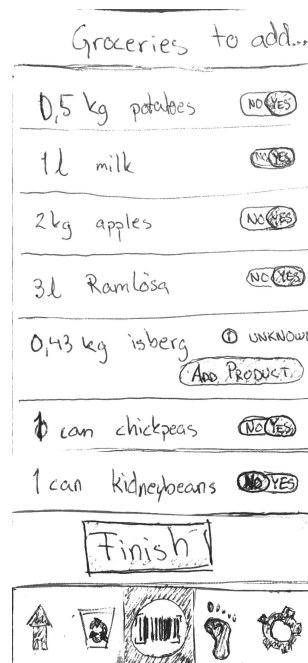 Groceries to add...
0,5 kg potatoes NO YES
1 l milk NO YES
2 kg apples NO YES
3 l Ramlösa NO YES
0,43 kg isberg i UNKNOWN
ADD PRODUCT
1 can chickpeas NO YES
1 can kidneybeans NO YES
Finish